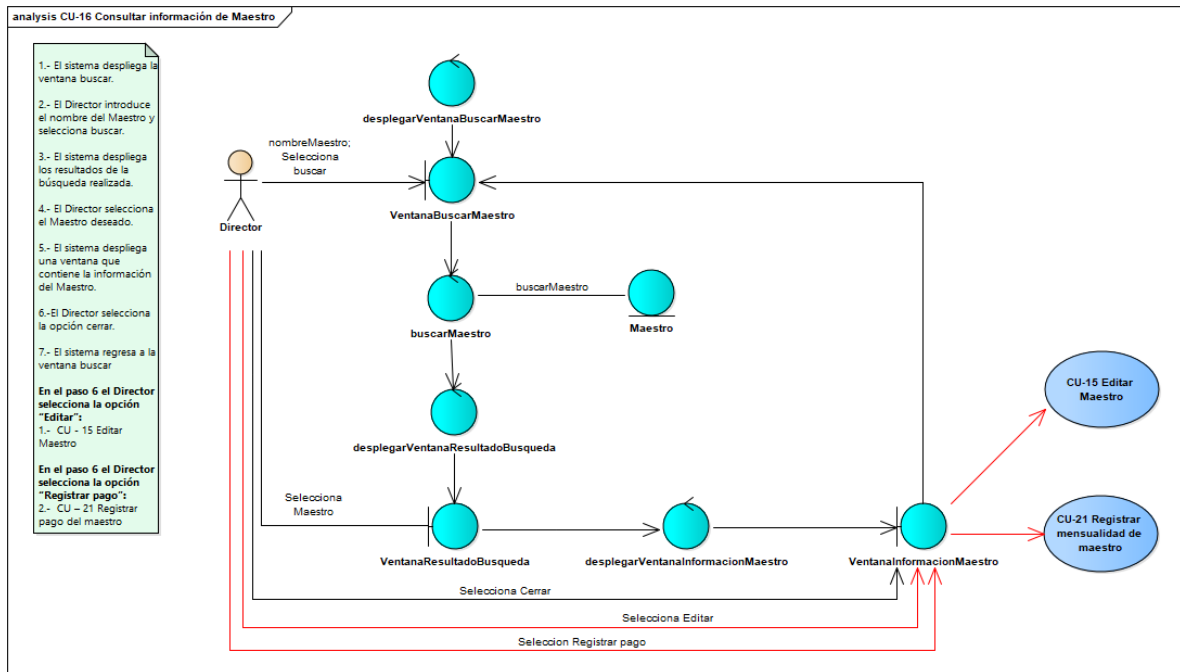 analysis CU-16 Consultar información de Maestro
1.- El sistema despliega la
ventana buscar.
2.- El Director introduce
el nombre del Maestro y
selecciona buscar.
3.- El sistema despliega
los resultados de la
búsqueda realizada.
4.- El Director selecciona
el Maestro deseado.
5.- El sistema despliega
una ventana que
contiene la información
del Maestro.
6.-El Director selecciona
la opción cerrar.
7.- El sistema regresa a la
ventana buscar
En el paso 6 el Director
selecciona la opción
"Editar":
1.- CU - 15 Editar
Maestro
En el paso 6 el Director
selecciona la opción
"Registrar pago":
2.- CU – 21 Registrar
pago del maestro
desplegarVentanaBuscarMaestro
nombreMaestro;
Selecciona
buscar
Director
VentanaBuscarMaestro
buscarMaestro
buscarMaestro
Maestro
desplegarVentanaResultadoBusqueda
CU-15 Editar
Maestro
Selecciona
Maestro
VentanaResultadoBusqueda
desplegarVentanaInformacionMaestro
VentanaInformacionMaestro
CU-21 Registrar
mensualidad de
maestro
Selecciona Cerrar
Selecciona Editar
Seleccion Registrar pago